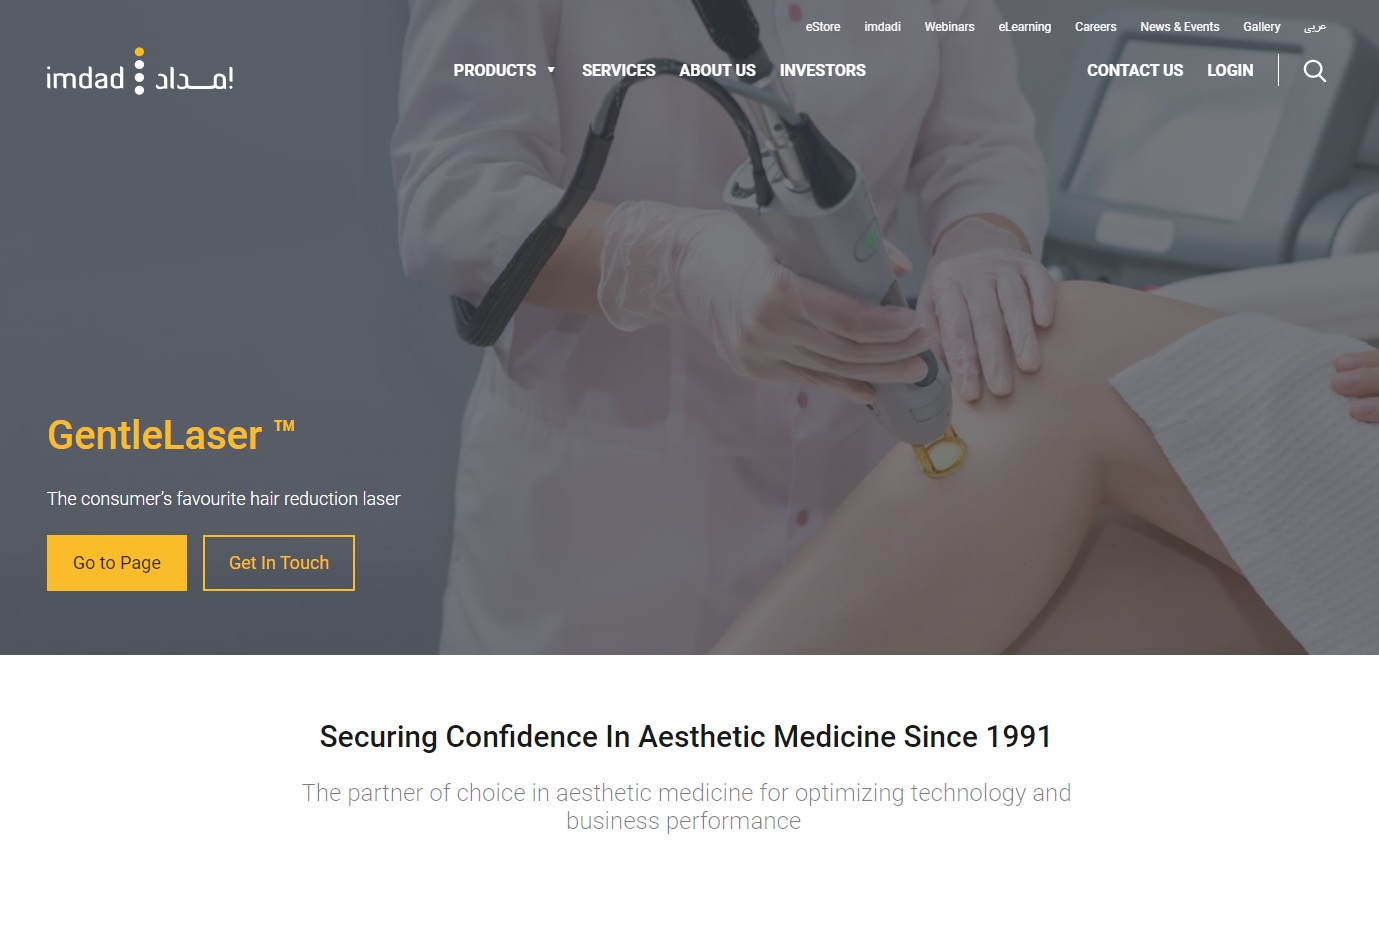 eStore imdadi Webinars eLearning Careers News & Events Gallery عربي
imdad إمداد
PRODUCTS SERVICES ABOUT US INVESTORS CONTACT US LOGIN
GentleLaser ™
The consumer’s favourite hair reduction laser
Go to Page Get In Touch
Securing Confidence In Aesthetic Medicine Since 1991
The partner of choice in aesthetic medicine for optimizing technology and
business performance